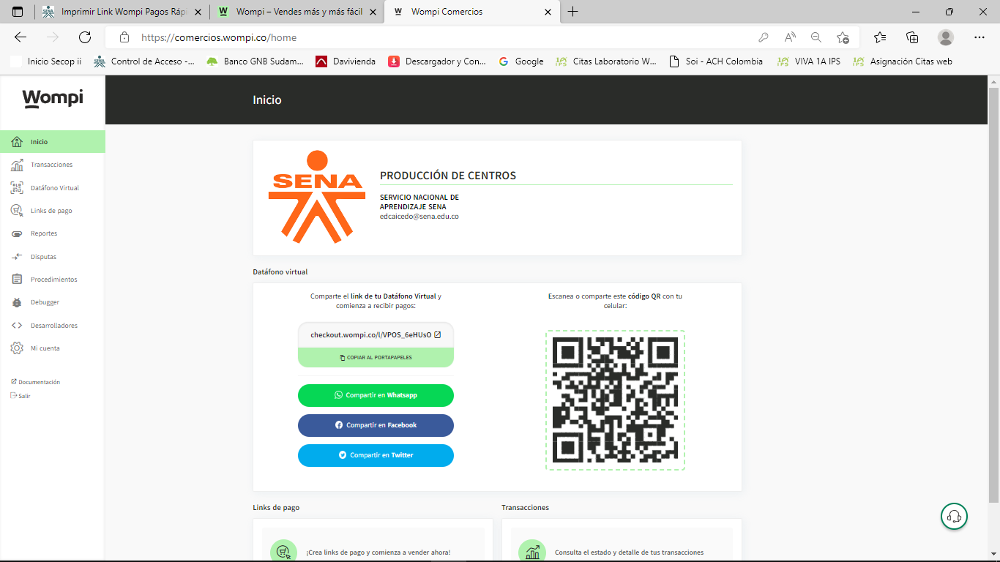 Imprimir Link Wompi Pagos Rápi
Wompi – Vendes más y más fácil
Wompi Comercios
https://comercios.wompi.co/home
Inicio Secop ii
Control de Acceso -...
Banco GNB Sudam...
Davivienda
Descargador y Con...
Google
Citas Laboratorio W...
Soi - ACH Colombia
VIVA 1A IPS
Asignación Citas web
Wompi
Inicio
Inicio
Transacciones
Datáfono Virtual
Links de pago
Reportes
Disputas
Procedimientos
Debugger
Desarrolladores
Mi cuenta
Documentación
Salir
SENA
PRODUCCIÓN DE CENTROS
SERVICIO NACIONAL DE
APRENDIZAJE SENA
edcaicedo@sena.edu.co
Datáfono virtual
Comparte el link de tu Datáfono Virtual y
comienza a recibir pagos:
checkout.wompi.co/l/VPOS_6eHUsO
COPIAR AL PORTAPAPELES
Compartir en Whatsapp
Compartir en Facebook
Compartir en Twitter
Escanea o comparte este código QR con tu
celular:
Links de pago
¡Crea links de pago y comienza a vender ahora!
Transacciones
Consulta el estado y detalle de tus transacciones